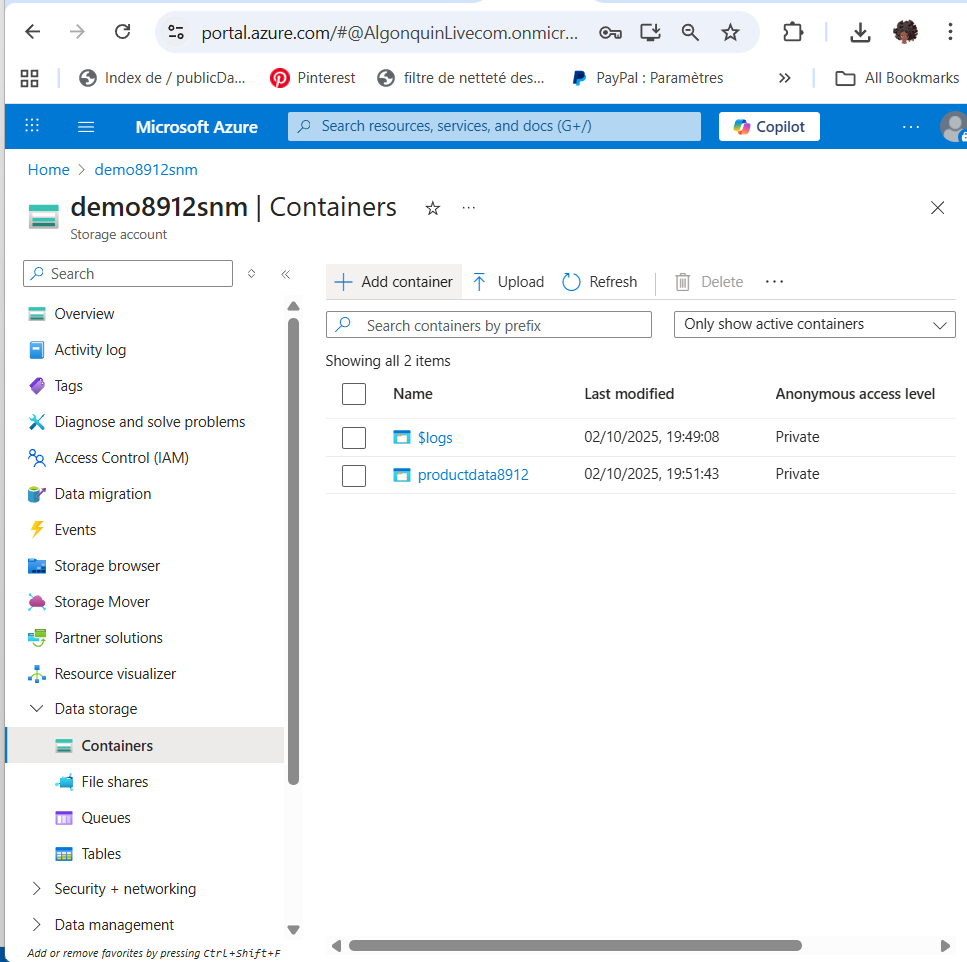 portal.azure.com/#@AlgonquinLivecom.onmicr...
Index de / publicDa...
Pinterest
filtre de netteté des...
PayPal : Paramètres
»
All Bookmarks
Microsoft Azure
Search resources, services, and docs (G+/)
Copilot
...
Home > demo8912snm
demo8912snm | Containers
...
Storage account
Search
«
Overview
Activity log
Tags
Diagnose and solve problems
Access Control (IAM)
Data migration
Events
Storage browser
Storage Mover
Partner solutions
Resource visualizer
Data storage
Containers
File shares
Queues
Tables
Security + networking
Data management
Add or remove favorites by pressing Ctrl+Shift+F
Add container
Upload
Refresh
Delete
...
Search containers by prefix
Only show active containers
Showing all 2 items
Name Last modified Anonymous access level
$logs 02/10/2025, 19:49:08 Private
productdata8912 02/10/2025, 19:51:43 Private